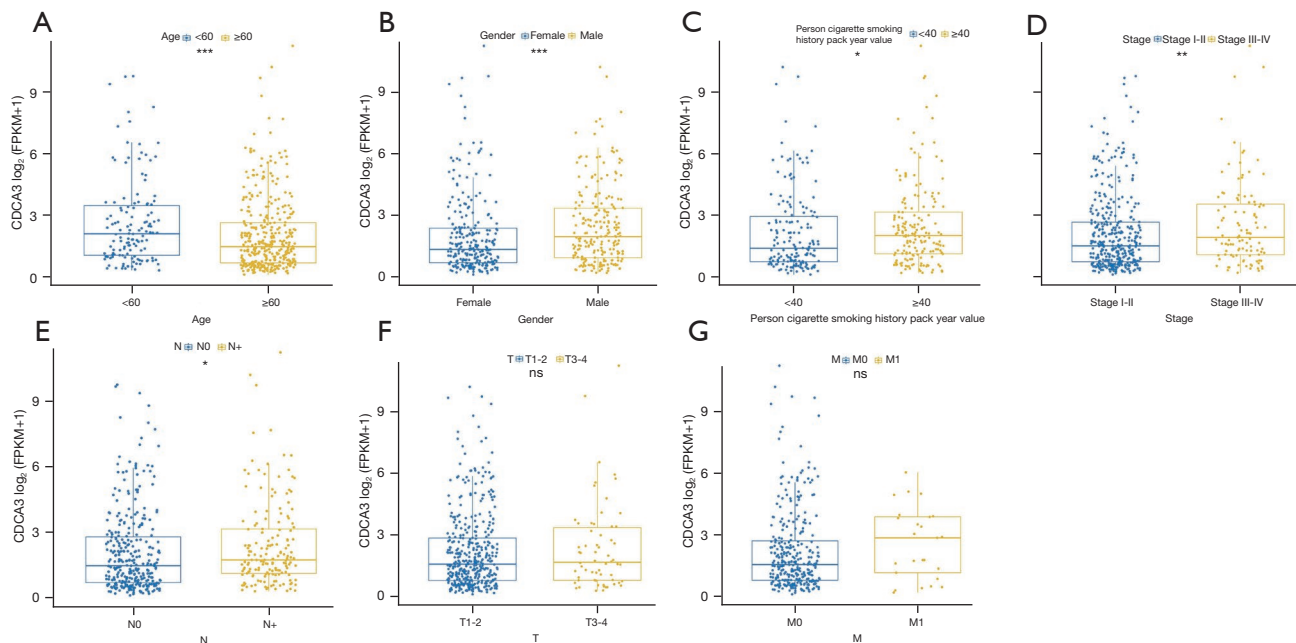 A
Age <60 ≥60
***
CDCA3 log2 (FPKM+1)
9
6
3
0
<60 ≥60
Age
B
Gender Female Male
***
CDCA3 log2 (FPKM+1)
9
6
3
0
Female Male
Gender
C
Person cigarette smoking
history pack year value <40 ≥40
*
CDCA3 log2 (FPKM+1)
9
6
3
0
<40 ≥40
Person cigarette smoking history pack year value
D
Stage Stage I-II Stage III-IV
**
CDCA3 log2 (FPKM+1)
9
6
3
0
Stage I-II Stage III-IV
Stage
E
N N0 N+
*
CDCA3 log2 (FPKM+1)
9
6
3
0
N0 N+
N
F
T T1-2 T3-4
ns
CDCA3 log2 (FPKM+1)
9
6
3
0
T1-2 T3-4
T
G
M M0 M1
ns
CDCA3 log2 (FPKM+1)
9
6
3
0
M0 M1
M